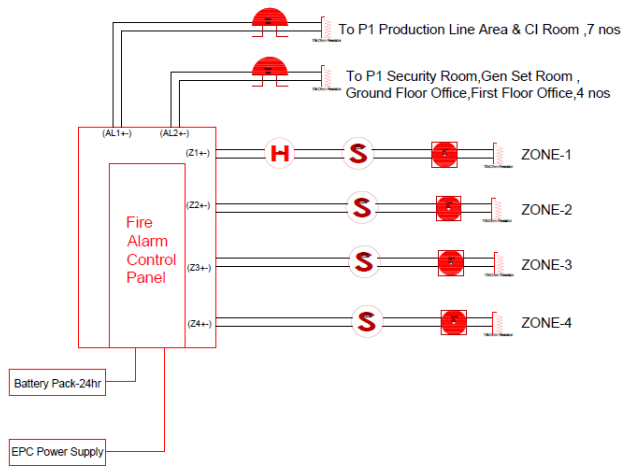 To P1 Production Line Area & CI Room ,7 nos
To P1 Security Room,Gen Set Room ,
Ground Floor Office,First Floor Office,4 nos
(AL1+-)
(AL2+-)
(Z1+-)
H
S
ZONE-1
(Z2+-)
S
ZONE-2
Fire
Alarm
Control
Panel
(Z3+-)
S
ZONE-3
(Z4+-)
S
ZONE-4
Battery Pack-24hr
EPC Power Supply